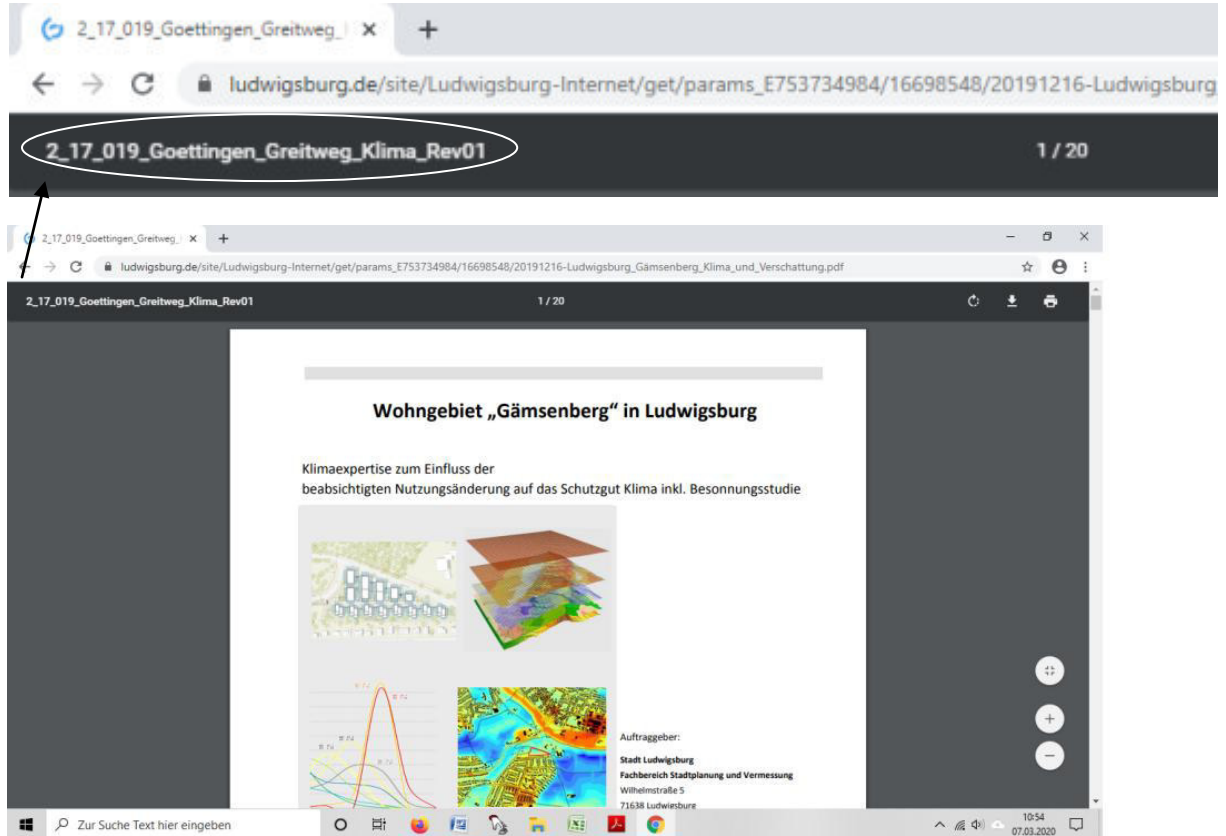 2_17_019_Goettingen_Greitweg_
ludwigsburg.de/site/Ludwigsburg-Internet/get/params_E753734984/16698548/20191216-Ludwigsburg
2_17_019_Goettingen_Greitweg_Klima_Rev01 1 / 20
2_17_019_Goettingen_Greitweg_
ludwigsburg.de/site/Ludwigsburg-Internet/get/params_E753734984/16698548/20191216-Ludwigsburg_Gämsenberg_Klima_und_Verschattung.pdf
2_17_019_Goettingen_Greitweg_Klima_Rev01 1 / 20
Wohngebiet „Gämsenberg“ in Ludwigsburg
Klimaexpertise zum Einfluss der
beabsichtigten Nutzungsänderung auf das Schutzgut Klima inkl. Besonnungsstudie
Auftraggeber:
Stadt Ludwigsburg
Fachbereich Stadtplanung und Vermessung
Wilhelmstraße 5
71638 Ludwigsburg
Zur Suche Text hier eingeben
10:54
07.03.2020